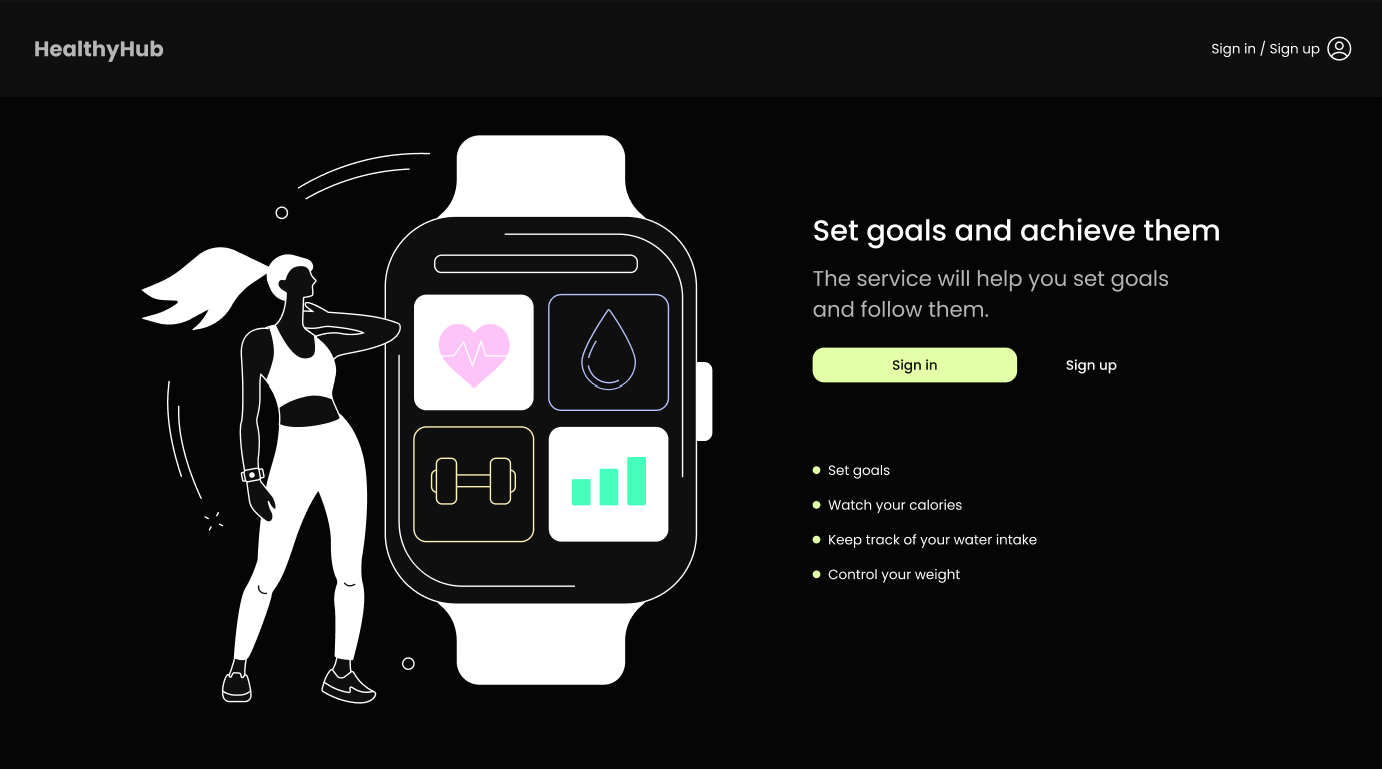 HealthyHub
Sign in / Sign up
Set goals and achieve them
The service will help you set goals
and follow them.
Sign in
Sign up
Set goals
Watch your calories
Keep track of your water intake
Control your weight